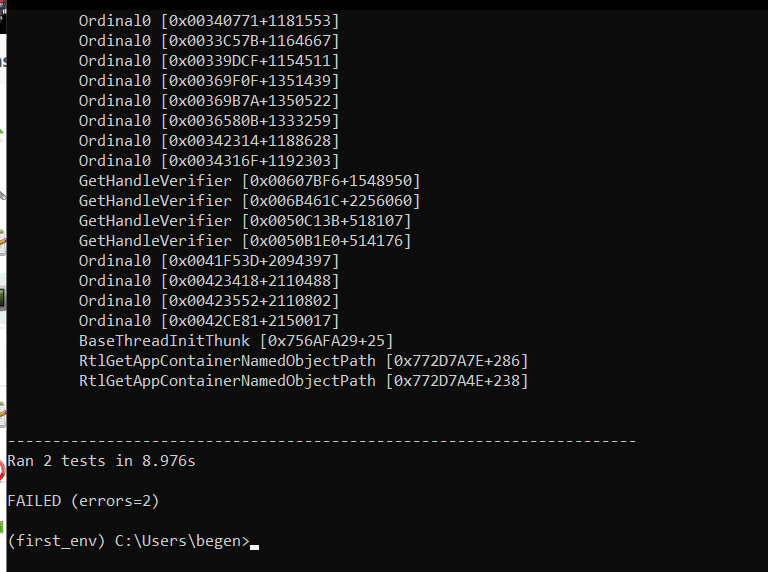 Ordinal0 [0x00340771+1181553]
Ordinal0 [0x0033C57B+1164667]
Ordinal0 [0x00339DCF+1154511]
Ordinal0 [0x00369F0F+1351439]
Ordinal0 [0x00369B7A+1350522]
Ordinal0 [0x0036580B+1333259]
Ordinal0 [0x00342314+1188628]
Ordinal0 [0x0034316F+1192303]
GetHandleVerifier [0x00607BF6+1548950]
GetHandleVerifier [0x006B461C+2256060]
GetHandleVerifier [0x0050C13B+518107]
GetHandleVerifier [0x0050B1E0+514176]
Ordinal0 [0x0041F53D+2094397]
Ordinal0 [0x00423418+2110488]
Ordinal0 [0x00423552+2110802]
Ordinal0 [0x0042CE81+2150017]
BaseThreadInitThunk [0x756AFA29+25]
RtlGetAppContainerNamedObjectPath [0x772D7A7E+286]
RtlGetAppContainerNamedObjectPath [0x772D7A4E+238]
----------------------------------------------------------------------
Ran 2 tests in 8.976s
FAILED (errors=2)
(first_env) C:\Users\begen>